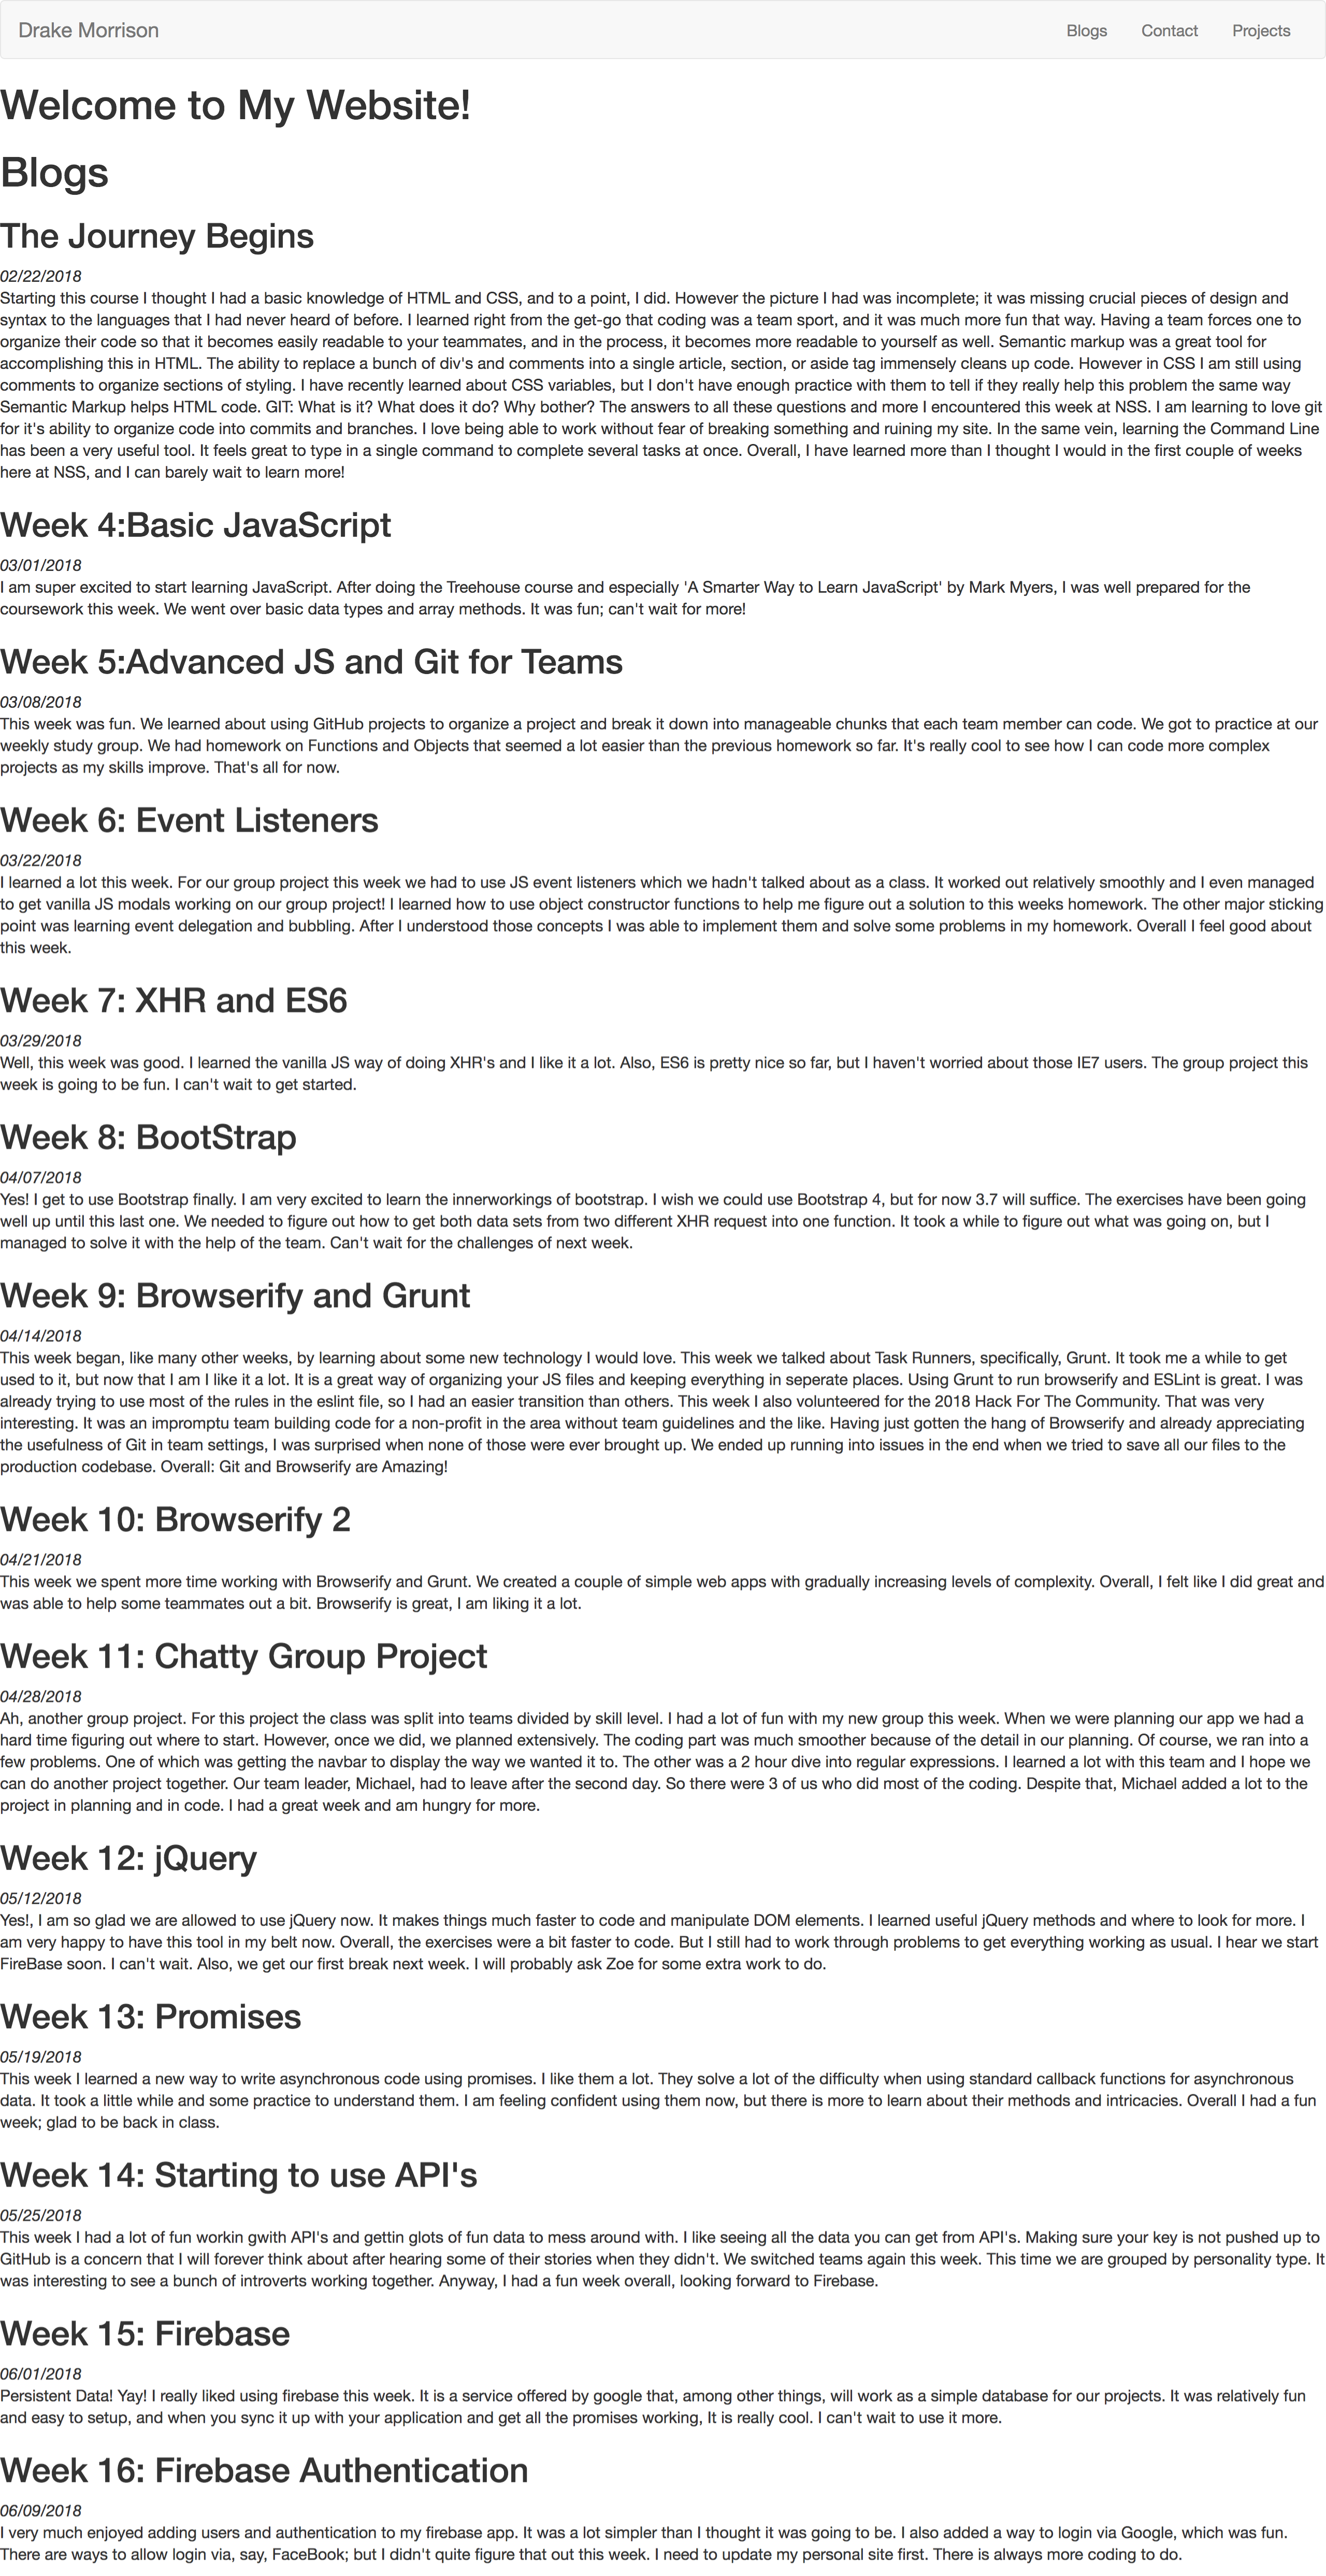 Drake Morrison
Blogs
Contact
Projects
Welcome to My Website!
Blogs
The Journey Begins
02/22/2018
Starting this course I thought I had a basic knowledge of HTML and CSS, and to a point, I did. However the picture I had was incomplete; it was missing crucial pieces of design and
syntax to the languages that I had never heard of before. I learned right from the get-go that coding was a team sport, and it was much more fun that way. Having a team forces one to
organize their code so that it becomes easily readable to your teammates, and in the process, it becomes more readable to yourself as well. Semantic markup was a great tool for
accomplishing this in HTML. The ability to replace a bunch of div's and comments into a single article, section, or aside tag immensely cleans up code. However in CSS I am still using
comments to organize sections of styling. I have recently learned about CSS variables, but I don't have enough practice with them to tell if they really help this problem the same way
Semantic Markup helps HTML code. GIT: What is it? What does it do? Why bother? The answers to all these questions and more I encountered this week at NSS. I am learning to love git
for it's ability to organize code into commits and branches. I love being able to work without fear of breaking something and ruining my site. In the same vein, learning the Command Line
has been a very useful tool. It feels great to type in a single command to complete several tasks at once. Overall, I have learned more than I thought I would in the first couple of weeks
here at NSS, and I can barely wait to learn more!
Week 4:Basic JavaScript
03/01/2018
I am super excited to start learning JavaScript. After doing the Treehouse course and especially 'A Smarter Way to Learn JavaScript' by Mark Myers, I was well prepared for the
coursework this week. We went over basic data types and array methods. It was fun; can't wait for more!
Week 5:Advanced JS and Git for Teams
03/08/2018
This week was fun. We learned about using GitHub projects to organize a project and break it down into manageable chunks that each team member can code. We got to practice at our
weekly study group. We had homework on Functions and Objects that seemed a lot easier than the previous homework so far. It's really cool to see how I can code more complex
projects as my skills improve. That's all for now.
Week 6: Event Listeners
03/22/2018
I learned a lot this week. For our group project this week we had to use JS event listeners which we hadn't talked about as a class. It worked out relatively smoothly and I even managed
to get vanilla JS modals working on our group project! I learned how to use object constructor functions to help me figure out a solution to this weeks homework. The other major sticking
point was learning event delegation and bubbling. After I understood those concepts I was able to implement them and solve some problems in my homework. Overall I feel good about
this week.
Week 7: XHR and ES6
03/29/2018
Well, this week was good. I learned the vanilla JS way of doing XHR's and I like it a lot. Also, ES6 is pretty nice so far, but I haven't worried about those IE7 users. The group project this
week is going to be fun. I can't wait to get started.
Week 8: BootStrap
04/07/2018
Yes! I get to use Bootstrap finally. I am very excited to learn the innerworkings of bootstrap. I wish we could use Bootstrap 4, but for now 3.7 will suffice. The exercises have been going
well up until this last one. We needed to figure out how to get both data sets from two different XHR request into one function. It took a while to figure out what was going on, but I
managed to solve it with the help of the team. Can't wait for the challenges of next week.
Week 9: Browserify and Grunt
04/14/2018
This week began, like many other weeks, by learning about some new technology I would love. This week we talked about Task Runners, specifically, Grunt. It took me a while to get
used to it, but now that I am I like it a lot. It is a great way of organizing your JS files and keeping everything in seperate places. Using Grunt to run browserify and ESLint is great. I was
already trying to use most of the rules in the eslint file, so I had an easier transition than others. This week I also volunteered for the 2018 Hack For The Community. That was very
interesting. It was an impromptu team building code for a non-profit in the area without team guidelines and the like. Having just gotten the hang of Browserify and already appreciating
the usefulness of Git in team settings, I was surprised when none of those were ever brought up. We ended up running into issues in the end when we tried to save all our files to the
production codebase. Overall: Git and Browserify are Amazing!
Week 10: Browserify 2
04/21/2018
This week we spent more time working with Browserify and Grunt. We created a couple of simple web apps with gradually increasing levels of complexity. Overall, I felt like I did great and
was able to help some teammates out a bit. Browserify is great, I am liking it a lot.
Week 11: Chatty Group Project
04/28/2018
Ah, another group project. For this project the class was split into teams divided by skill level. I had a lot of fun with my new group this week. When we were planning our app we had a
hard time figuring out where to start. However, once we did, we planned extensively. The coding part was much smoother because of the detail in our planning. Of course, we ran into a
few problems. One of which was getting the navbar to display the way we wanted it to. The other was a 2 hour dive into regular expressions. I learned a lot with this team and I hope we
can do another project together. Our team leader, Michael, had to leave after the second day. So there were 3 of us who did most of the coding. Despite that, Michael added a lot to the
project in planning and in code. I had a great week and am hungry for more.
Week 12: jQuery
05/12/2018
Yes!, I am so glad we are allowed to use jQuery now. It makes things much faster to code and manipulate DOM elements. I learned useful jQuery methods and where to look for more. I
am very happy to have this tool in my belt now. Overall, the exercises were a bit faster to code. But I still had to work through problems to get everything working as usual. I hear we start
FireBase soon. I can't wait. Also, we get our first break next week. I will probably ask Zoe for some extra work to do.
Week 13: Promises
05/19/2018
This week I learned a new way to write asynchronous code using promises. I like them a lot. They solve a lot of the difficulty when using standard callback functions for asynchronous
data. It took a little while and some practice to understand them. I am feeling confident using them now, but there is more to learn about their methods and intricacies. Overall I had a fun
week; glad to be back in class.
Week 14: Starting to use API's
05/25/2018
This week I had a lot of fun workin gwith API's and gettin glots of fun data to mess around with. I like seeing all the data you can get from API's. Making sure your key is not pushed up to
GitHub is a concern that I will forever think about after hearing some of their stories when they didn't. We switched teams again this week. This time we are grouped by personality type. It
was interesting to see a bunch of introverts working together. Anyway, I had a fun week overall, looking forward to Firebase.
Week 15: Firebase
06/01/2018
Persistent Data! Yay! I really liked using firebase this week. It is a service offered by google that, among other things, will work as a simple database for our projects. It was relatively fun
and easy to setup, and when you sync it up with your application and get all the promises working, It is really cool. I can't wait to use it more.
Week 16: Firebase Authentication
06/09/2018
I very much enjoyed adding users and authentication to my firebase app. It was a lot simpler than I thought it was going to be. I also added a way to login via Google, which was fun.
There are ways to allow login via, say, FaceBook; but I didn't quite figure that out this week. I need to update my personal site first. There is always more coding to do.